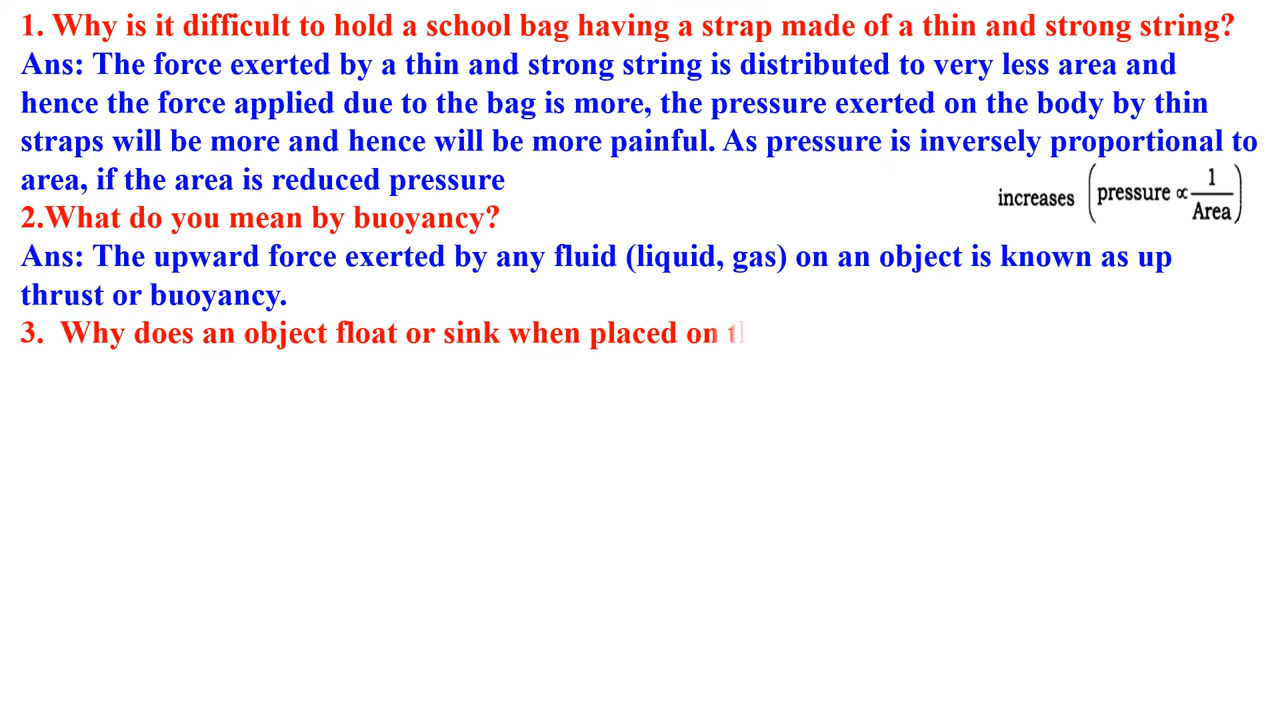 1. Why is it difficult to hold a school bag having a strap made of a thin and strong string?
Ans: The force exerted by a thin and strong string is distributed to very less area and
hence the force applied due to the bag is more, the pressure exerted on the body by thin
straps will be more and hence will be more painful. As pressure is inversely proportional to
area, if the area is reduced pressure
increases (pressure ∝ 1/Area)
2.What do you mean by buoyancy?
Ans: The upward force exerted by any fluid (liquid, gas) on an object is known as up
thrust or buoyancy.
3. Why does an object float or sink when placed on